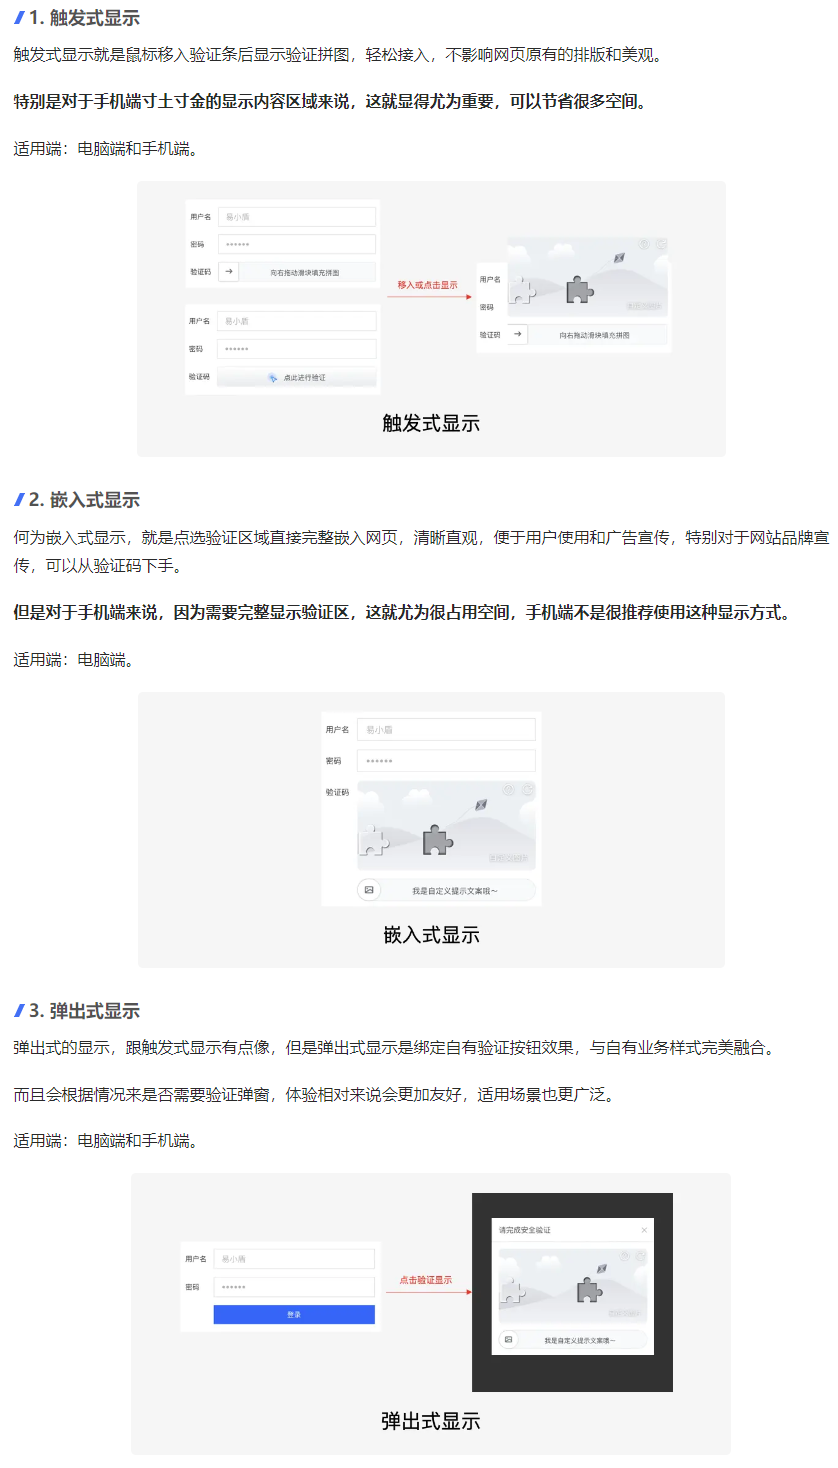 1. 触发式显示
触发式显示就是鼠标移入验证条后显示验证拼图，轻松接入，不影响网页原有的排版和美观。
特别是对于手机端寸土寸金的显示内容区域来说，这就显得尤为重要，可以节省很多空间。
适用端：电脑端和手机端。
用户名 易小盾
密码 ••••••
验证码 → 向右拖动滑块填充拼图
用户名 易小盾
密码 ••••••
验证码 点此进行验证
移入或点击显示
用户名
密码
验证码 → 向右拖动滑块填充拼图
触发式显示
2. 嵌入式显示
何为嵌入式显示，就是点选验证区域直接完整嵌入网页，清晰直观，便于用户使用和广告宣传，特别对于网站品牌宣
传，可以从验证码下手。
但是对于手机端来说，因为需要完整显示验证区，这就尤为很占用空间，手机端不是很推荐使用这种显示方式。
适用端：电脑端。
用户名 易小盾
密码 ••••••
验证码
我是自定义提示文案哦～
嵌入式显示
3. 弹出式显示
弹出式的显示，跟触发式显示有点像，但是弹出式显示是绑定自有验证按钮效果，与自有业务样式完美融合。
而且会根据情况来是否需要验证弹窗，体验相对来说会更加友好，适用场景也更广泛。
适用端：电脑端和手机端。
用户名 易小盾
密码 ••••••
登录
点击验证显示
请完成安全验证 ×
我是自定义提示文案哦～
弹出式显示